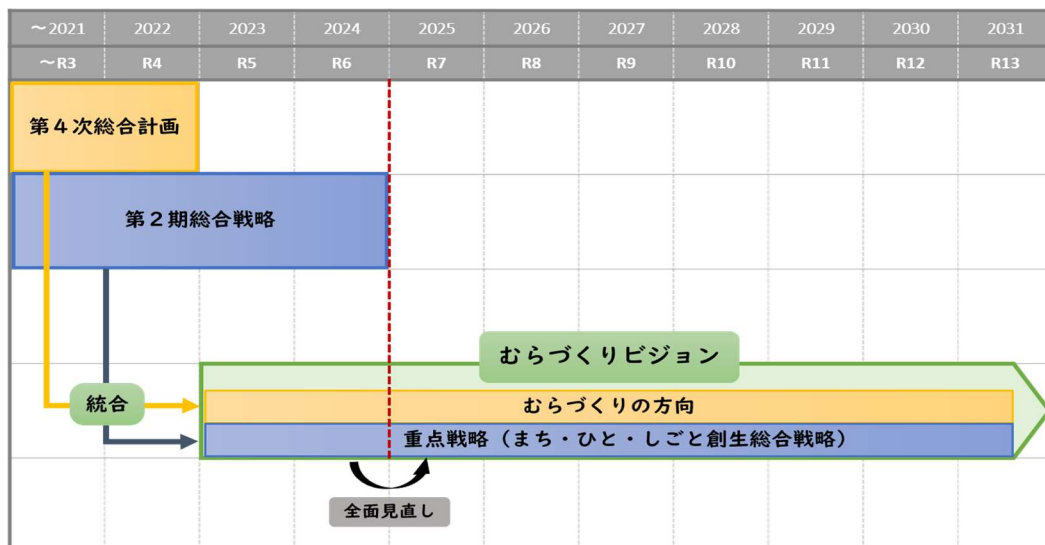 ～2021 2022 2023 2024 2025 2026 2027 2028 2029 2030 2031
～R3 R4 R5 R6 R7 R8 R9 R10 R11 R12 R13
第４次総合計画
第２期総合戦略
むらづくりビジョン
統合
むらづくりの方向
重点戦略（まち・ひと・しごと創生総合戦略）
全面見直し